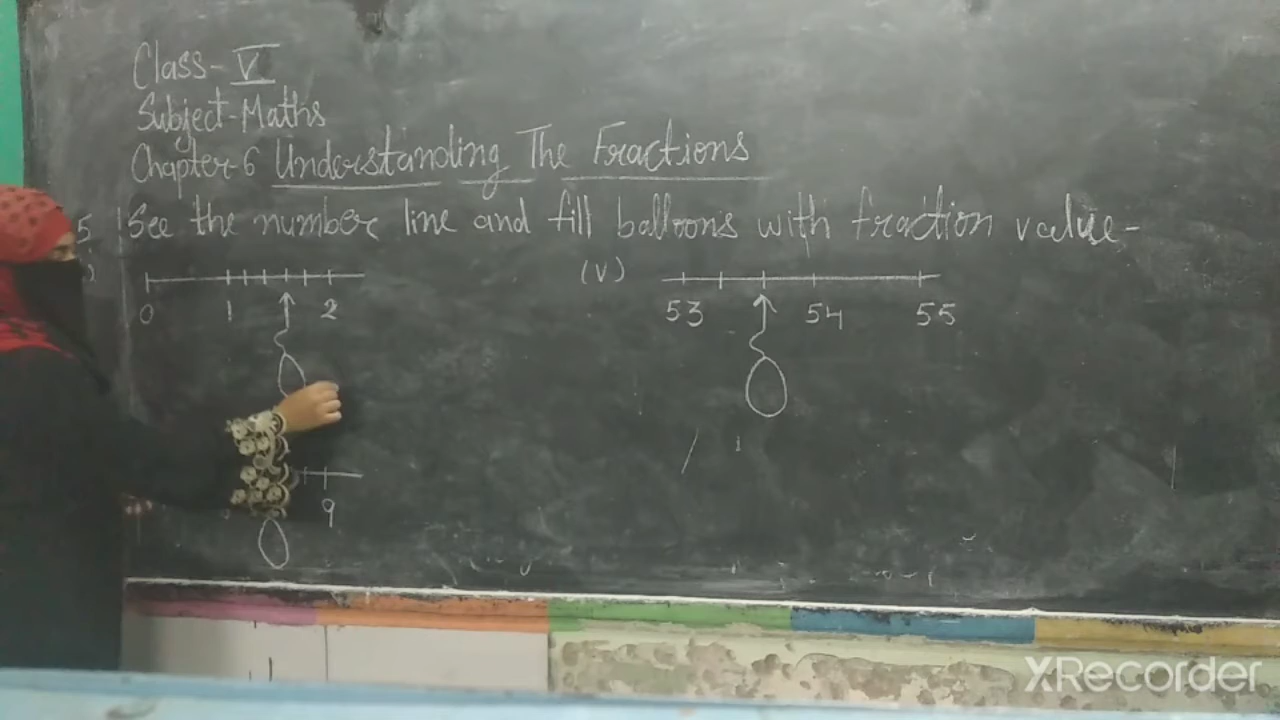 Class-V
Subject-Maths
Chapter-6 Understanding The Fractions
5 See the number line and fill balloons with fraction value-
(V)
0 1 2 53 54 55
9
XRecorder